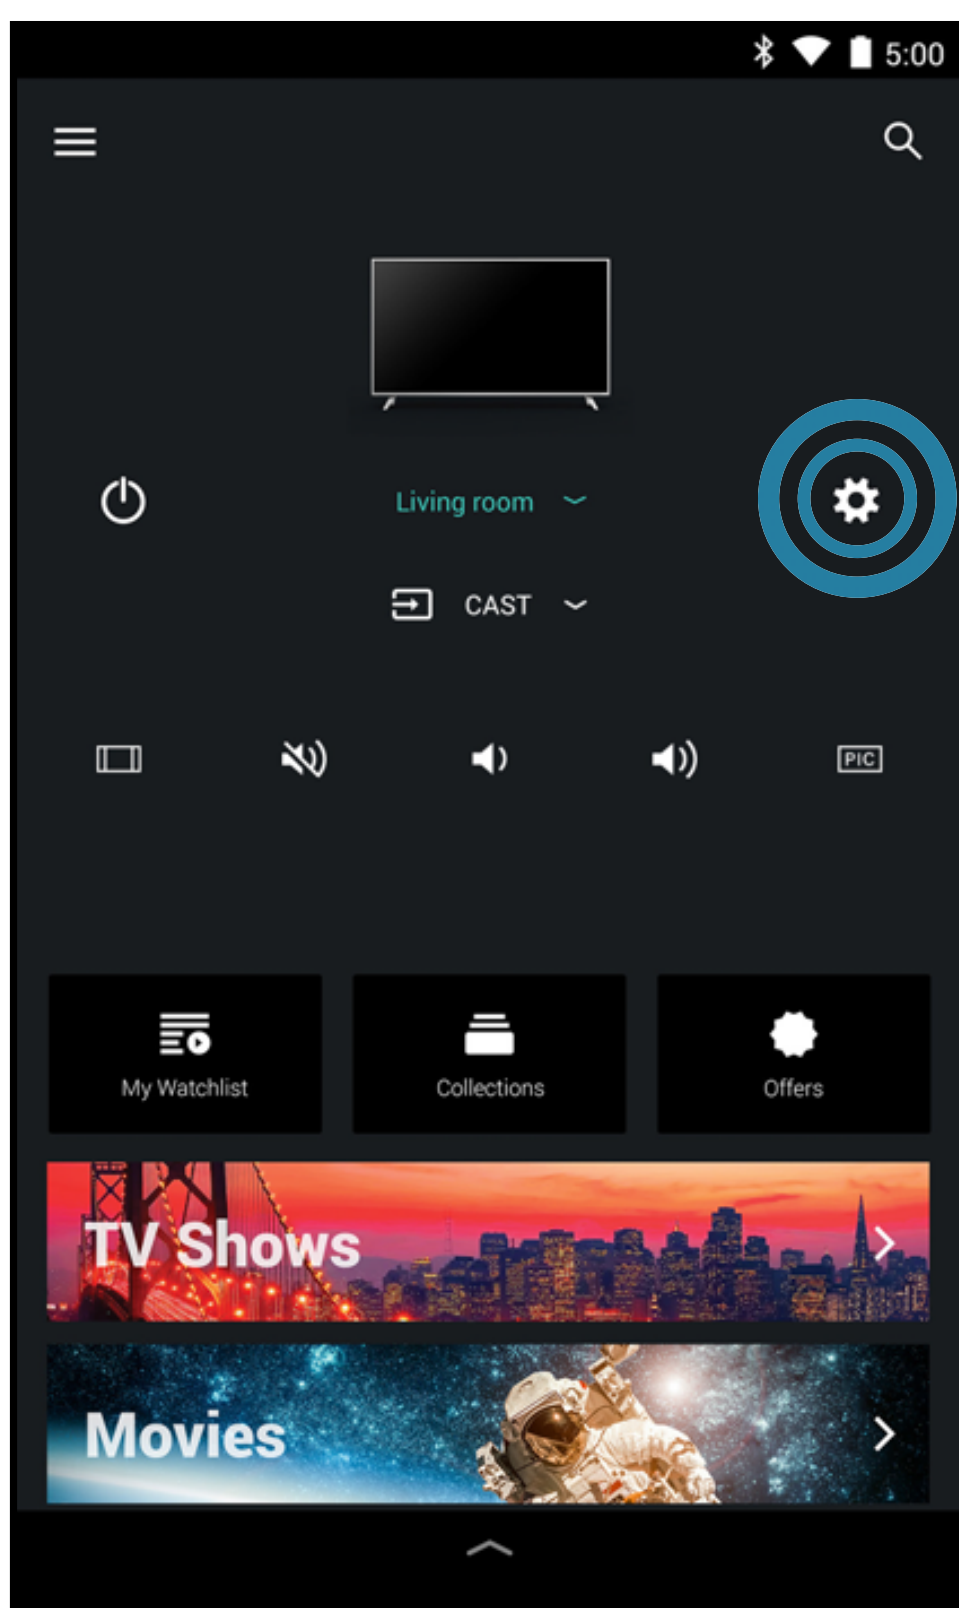 5:00
Living room
CAST
PIC
My Watchlist
Collections
Offers
TV Shows
Movies